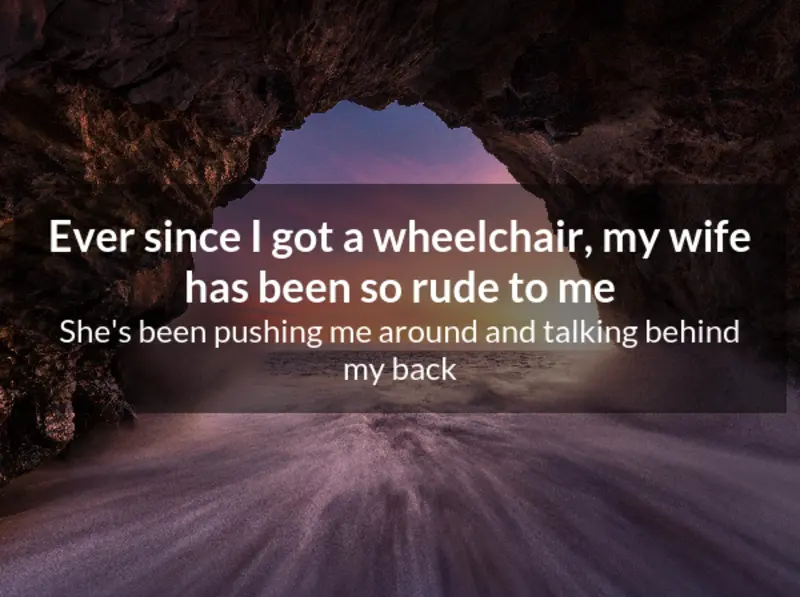 Ever since I got a wheelchair, my wife
has been so rude to me
She's been pushing me around and talking behind
my back